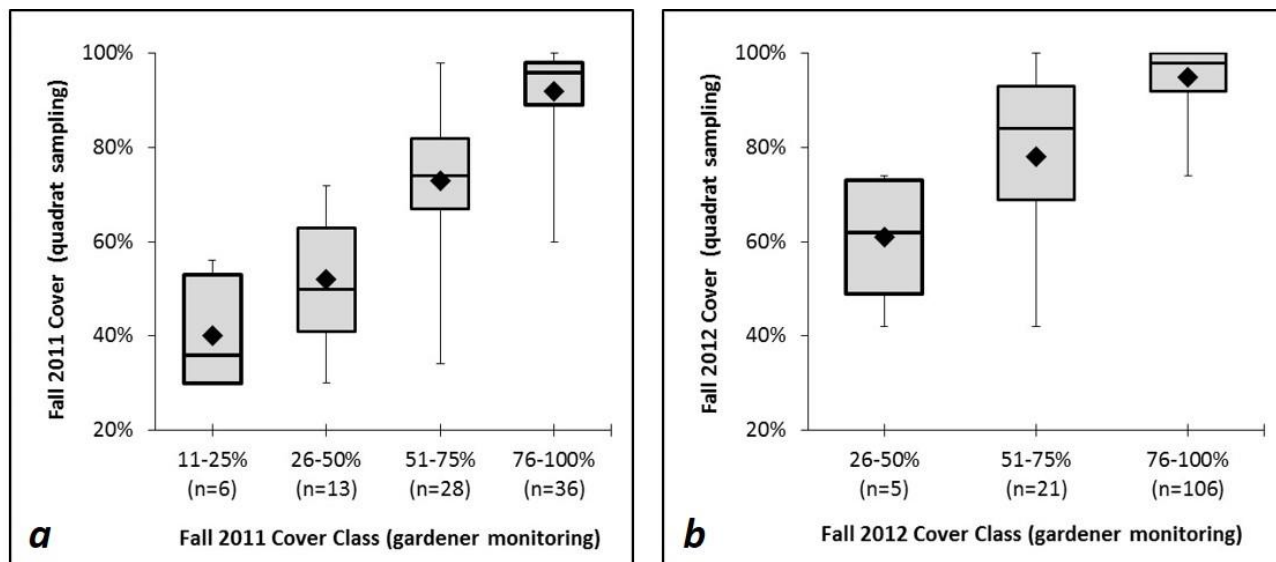 100%
80%
60%
40%
20%
Fall 2011 Cover (quadrat sampling)
11-25% 26-50% 51-75% 76-100%
(n=6) (n=13) (n=28) (n=36)
a Fall 2011 Cover Class (gardener monitoring)
100%
80%
60%
40%
20%
Fall 2012 Cover (quadrat sampling)
26-50% 51-75% 76-100%
(n=5) (n=21) (n=106)
b Fall 2012 Cover Class (gardener monitoring)